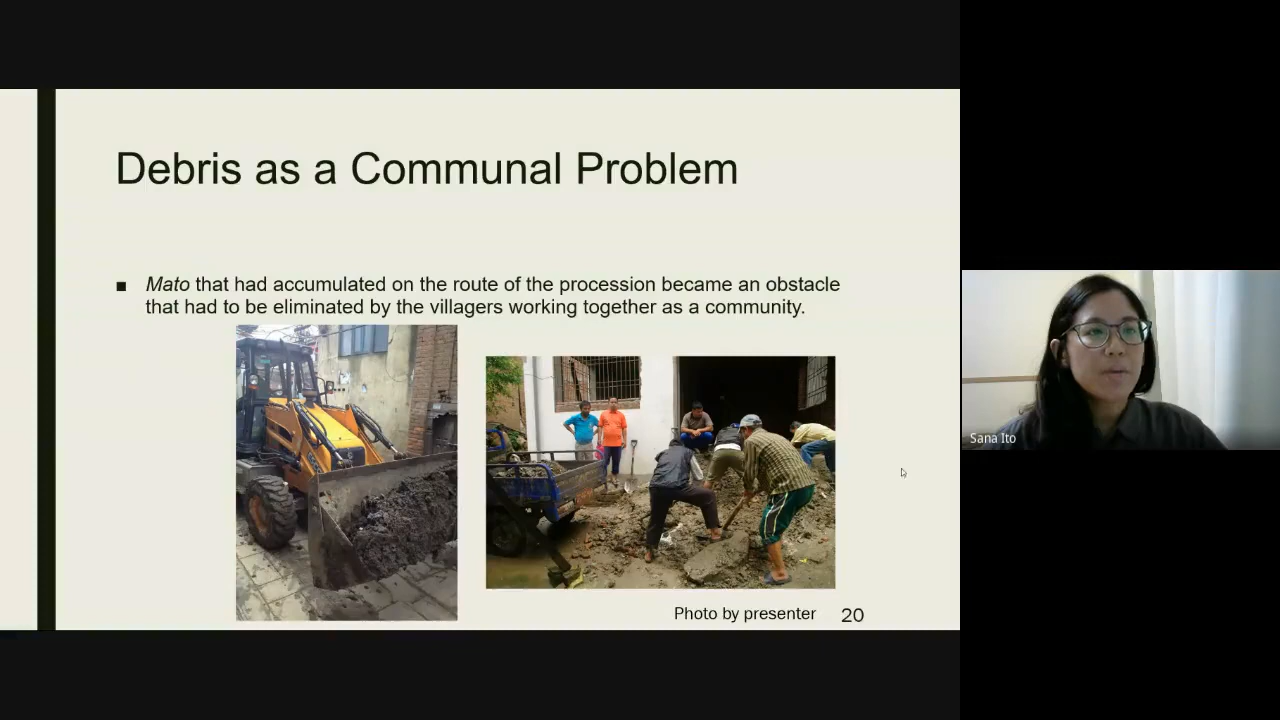 Debris as a Communal Problem
■ Mato that had accumulated on the route of the procession became an obstacle
that had to be eliminated by the villagers working together as a community.
Photo by presenter 20
Sana Ito